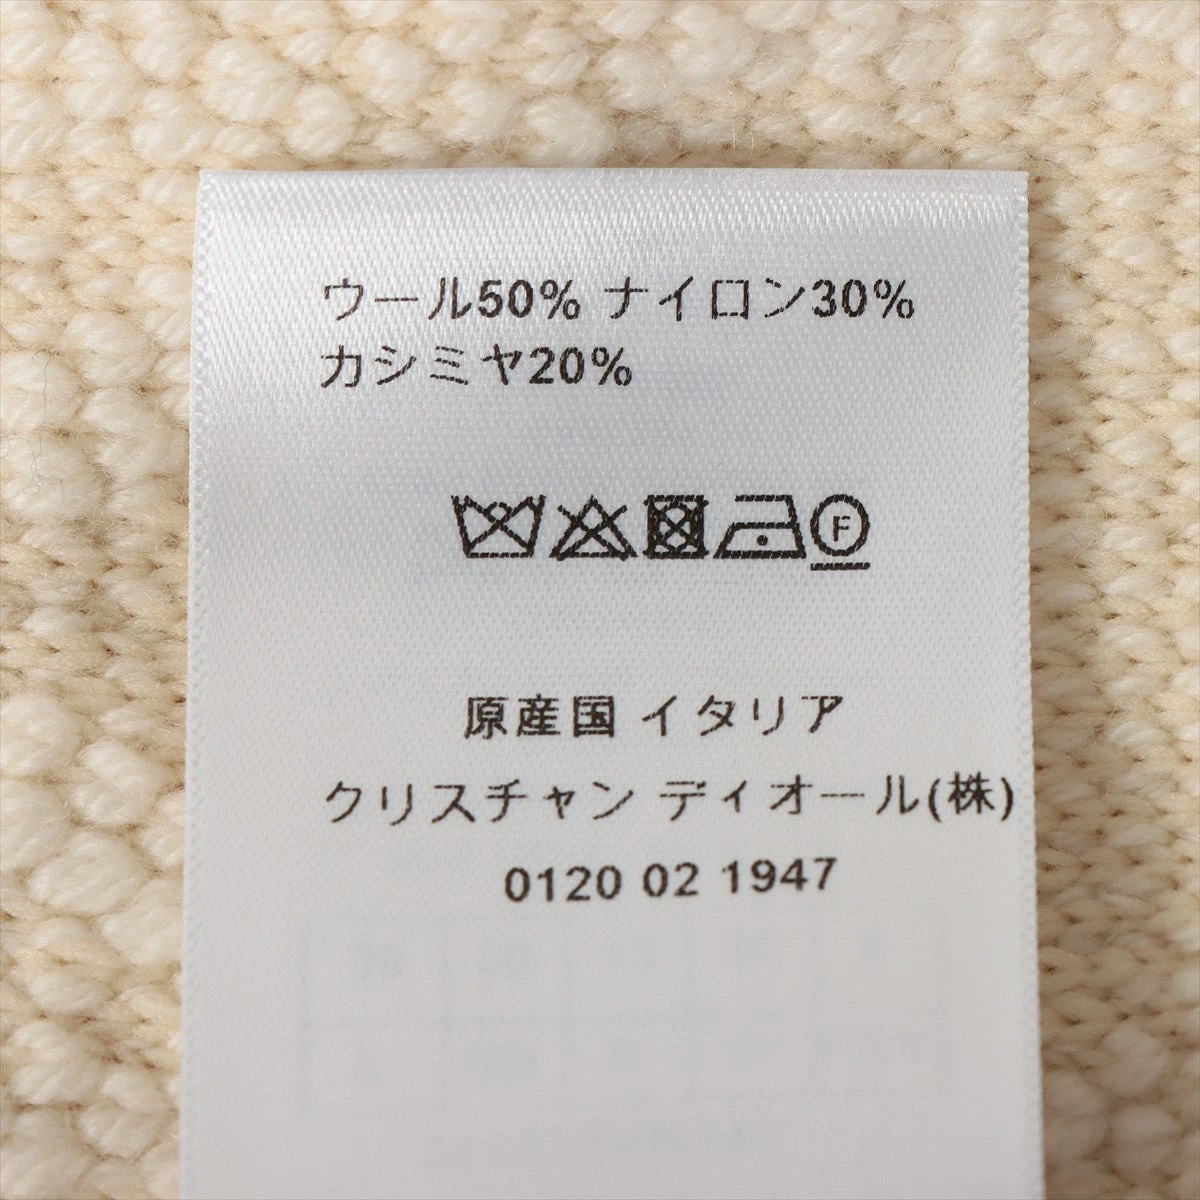 ウール50% ナイロン30%
カシミヤ20%
F
原産国 イタリア
クリスチャン ディオール(株)
0120 02 1947